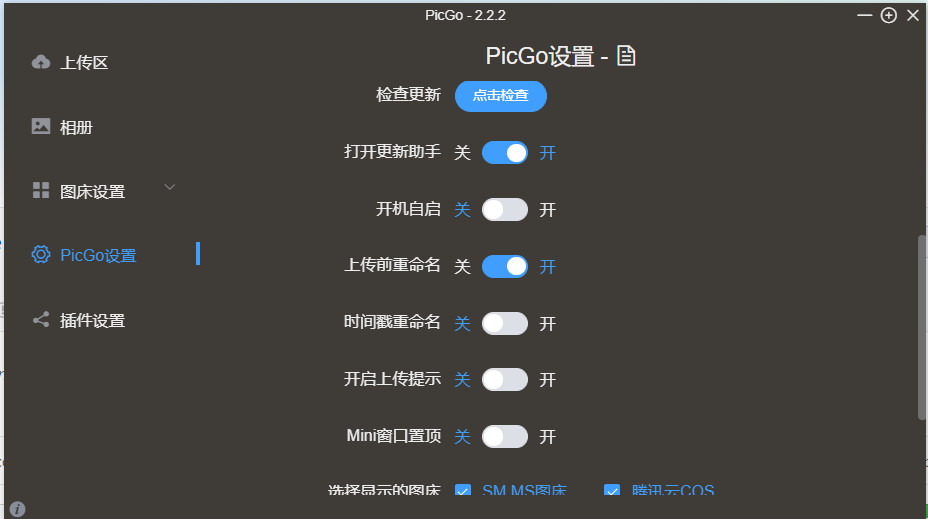 PicGo - 2.2.2
上传区
相册
图床设置
PicGo设置
插件设置
PicGo设置 -
检查更新 点击检查
打开更新助手 关 开
开机自启 关 开
上传前重命名 关 开
时间戳重命名 关 开
开启上传提示 关 开
Mini窗口置顶 关 开
选择显示的图床 SM.MS图床 腾讯云COS